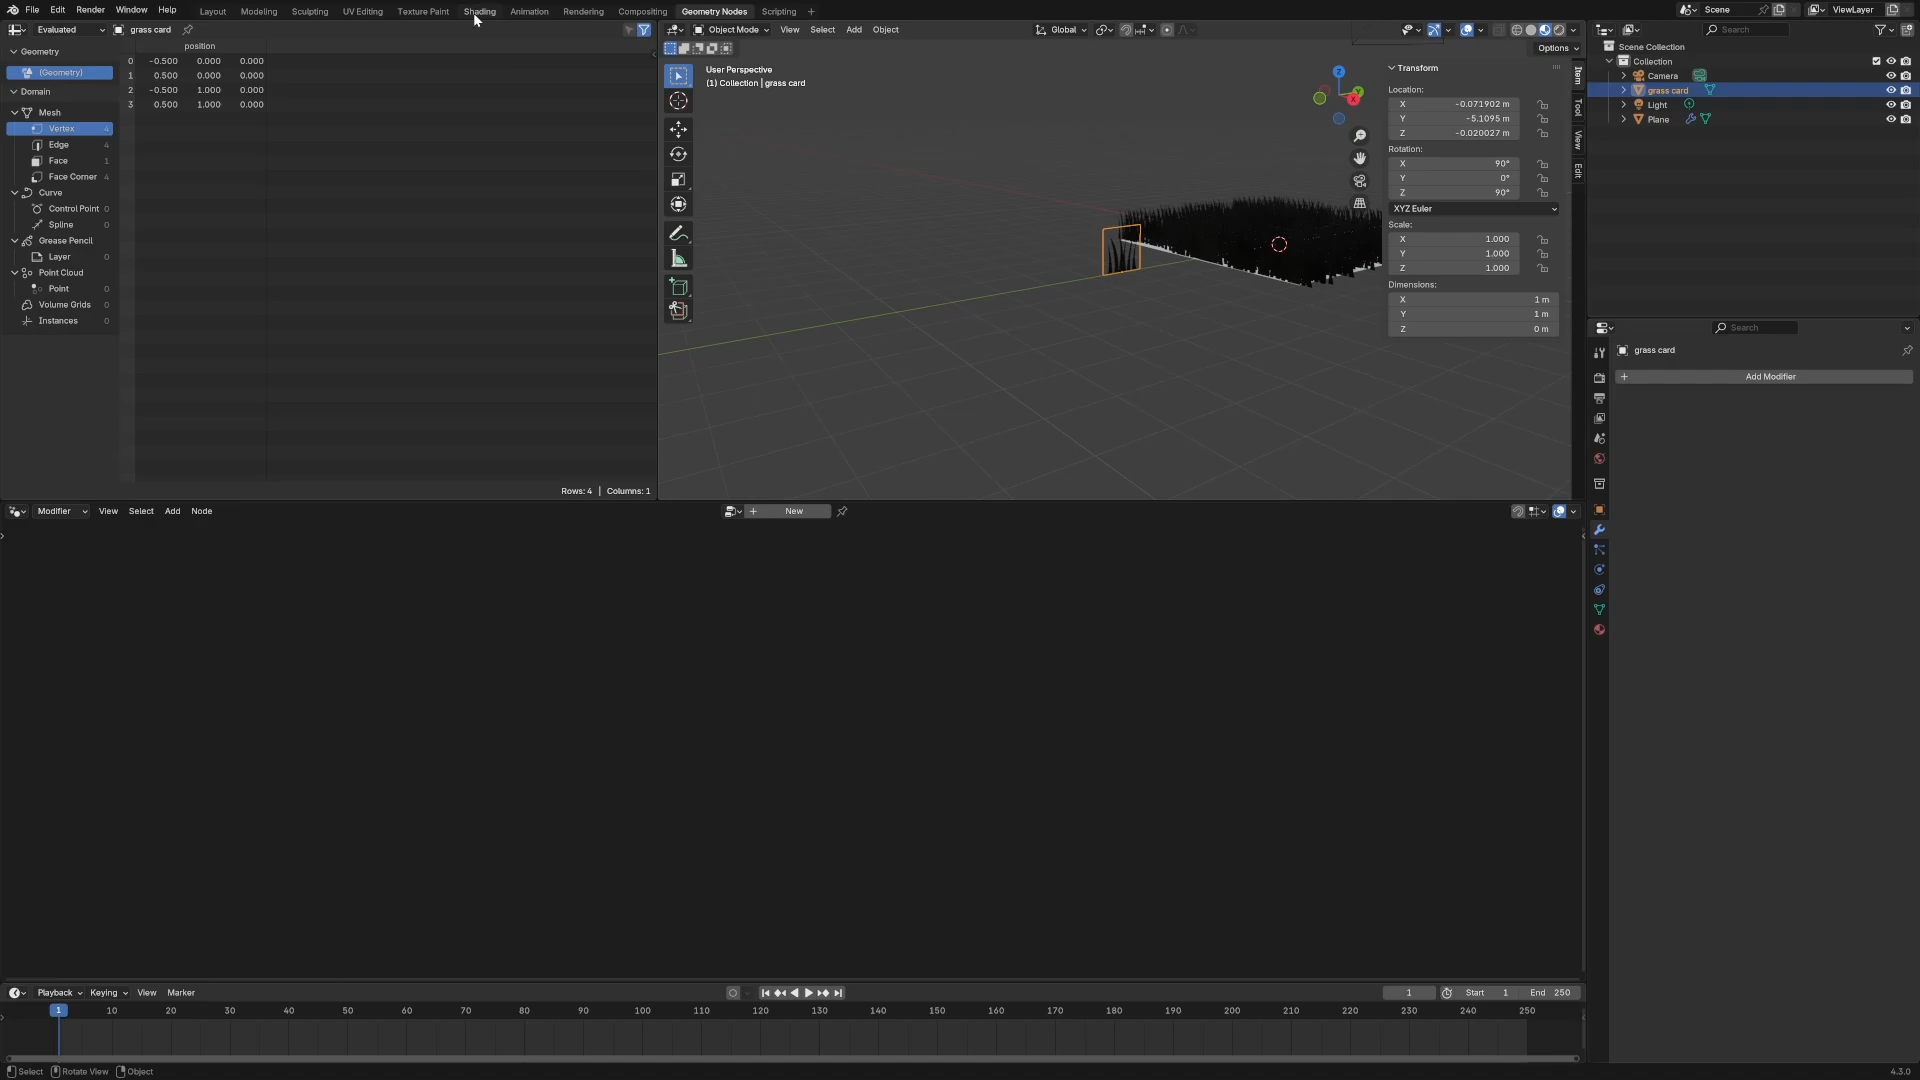 File Edit Render Window Help Layout Modeling Sculpting UV Editing Texture Paint Shading Animation Rendering Compositing Geometry Nodes Scripting + Scene ViewLayer
Evaluated grass card
position
Geometry
(Geometry)
Domain
Mesh
Vertex 4
Edge 4
Face 1
Face Corner 4
Curve
Control Point 0
Spline 0
Grease Pencil
Layer 0
Point Cloud
Point 0
Volume Grids 0
Instances 0
0 -0.500 0.000 0.000
1 0.500 0.000 0.000
2 -0.500 1.000 0.000
3 0.500 1.000 0.000
Rows: 4 | Columns: 1
Object Mode View Select Add Object Global
Options
User Perspective
(1) Collection | grass card
Z
Y
X
Transform
Location:
X -0.071902 m
Y -5.1095 m
Z -0.020027 m
Rotation:
X 90°
Y 0°
Z 90°
XYZ Euler
Scale:
X 1.000
Y 1.000
Z 1.000
Dimensions:
X 1 m
Y 1 m
Z 0 m
Item
Tool
View
Edit
Search
Scene Collection
Collection
Camera
grass card
Light
Plane
Search
grass card
+ Add Modifier
Modifier View Select Add Node + New
Playback Keying View Marker 1 Start 1 End 250
1 10 20 30 40 50 60 70 80 90 100 110 120 130 140 150 160 170 180 190 200 210 220 230 240 250
Select Rotate View Object 4.3.0